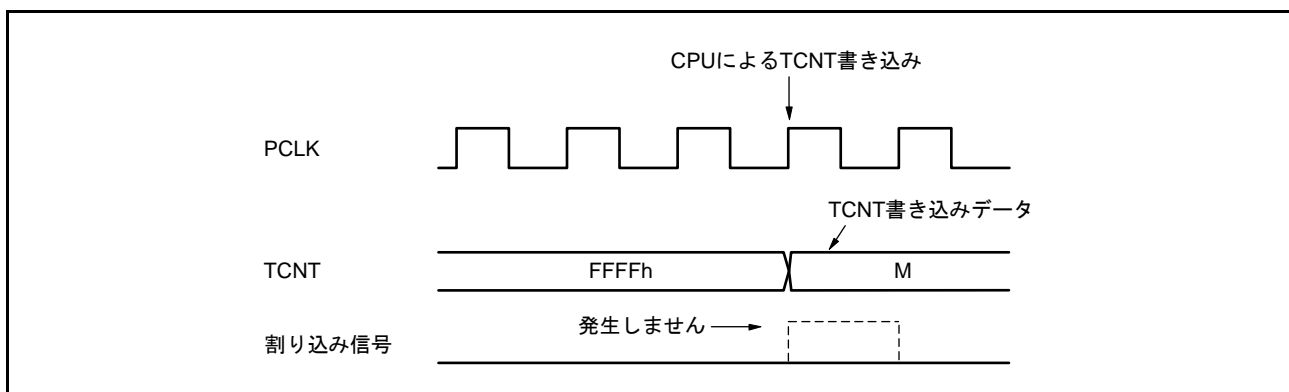 CPUによるTCNT書き込み
PCLK
TCNT書き込みデータ
TCNT
FFFFh
M
発生しません
割り込み信号